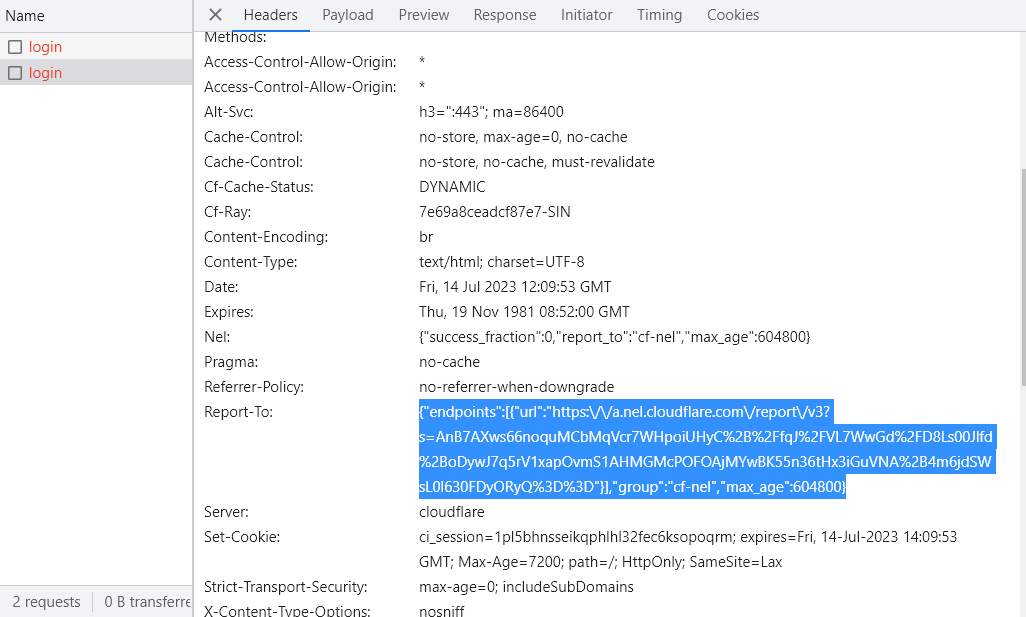 Name
Headers Payload Preview Response Initiator Timing Cookies
login
login
Methods:
Access-Control-Allow-Origin: *
Access-Control-Allow-Origin: *
Alt-Svc: h3=":443"; ma=86400
Cache-Control: no-store, max-age=0, no-cache
Cache-Control: no-store, no-cache, must-revalidate
Cf-Cache-Status: DYNAMIC
Cf-Ray: 7e69a8ceadcf87e7-SIN
Content-Encoding: br
Content-Type: text/html; charset=UTF-8
Date: Fri, 14 Jul 2023 12:09:53 GMT
Expires: Thu, 19 Nov 1981 08:52:00 GMT
Nel: {"success_fraction":0,"report_to":"cf-nel","max_age":604800}
Pragma: no-cache
Referrer-Policy: no-referrer-when-downgrade
Report-To: {"endpoints":[{"url":"https:\/\/a.nel.cloudflare.com\/report\/v3?
s=AnB7AXws66noquMCbMqVcr7WHpoiUHyC%2B%2FfqJ%2FVL7WwGd%2FD8Ls00Jlfd
%2BoDywJ7q5rV1xapOvmS1AHMGMcPOFOAjMYwBK55n36tHx3iGuVNA%2B4m6jdSW
sL0l630FDyORyQ%3D%3D"}],"group":"cf-nel","max_age":604800}
Server: cloudflare
Set-Cookie: ci_session=1pl5bhnsseikqphlhl32fec6ksopoqrm; expires=Fri, 14-Jul-2023 14:09:53
GMT; Max-Age=7200; path=/; HttpOnly; SameSite=Lax
Strict-Transport-Security: max-age=0; includeSubDomains
X-Content-Type-Options: nosniff
2 requests 0 B transferre